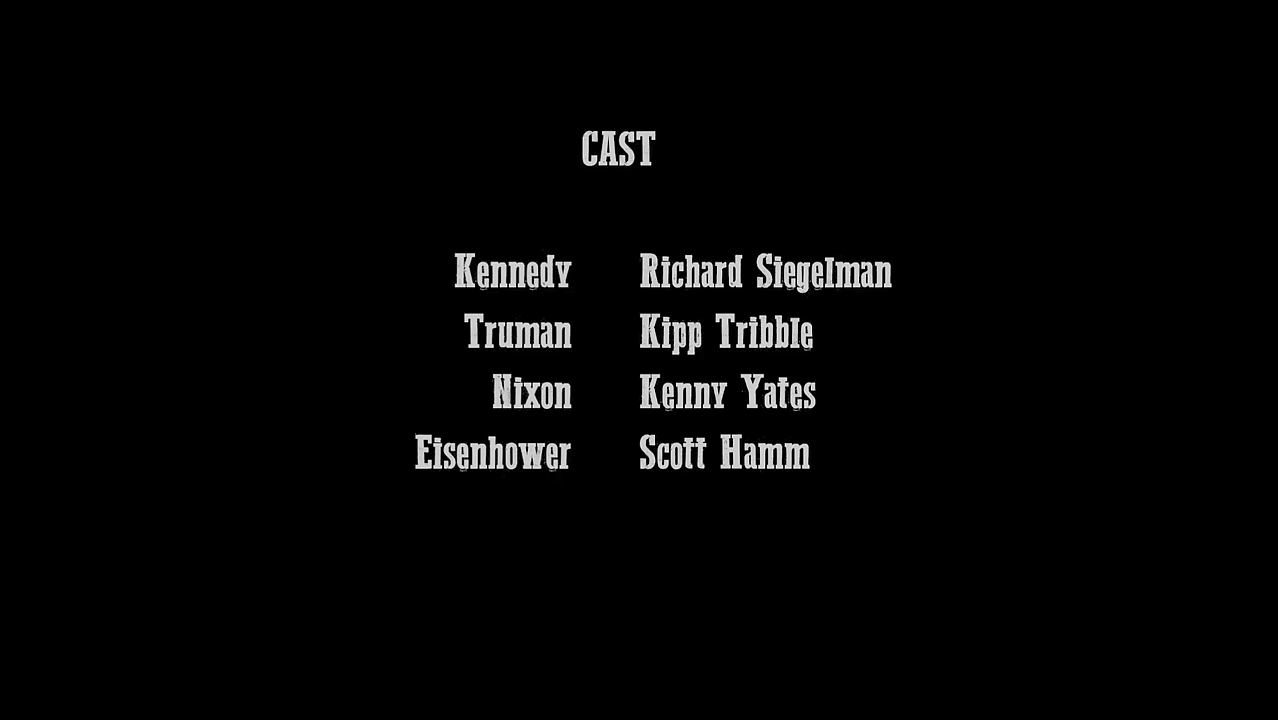 CAST
Kennedy Richard Siegelman
Truman Kipp Tribble
Nixon Kenny Yates
Eisenhower Scott Hamm